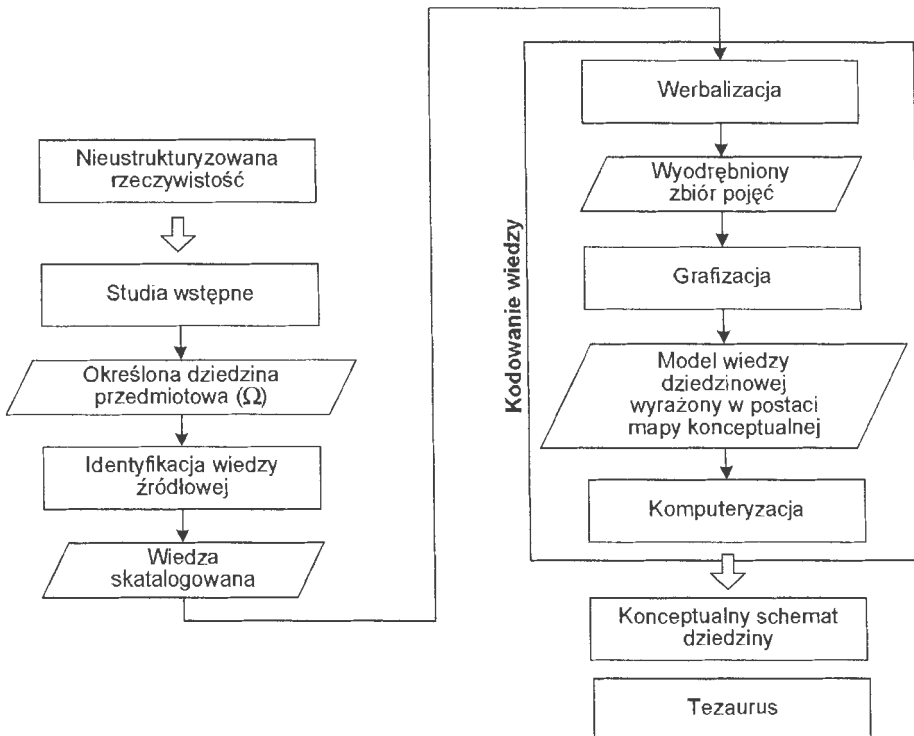 Nieustrukturyzowana
rzeczywistość
Studia wstępne
Określona dziedzina
przedmiotowa (Ω)
Identyfikacja wiedzy
źródłowej
Wiedza
skatalogowana
Kodowanie wiedzy
Werbalizacja
Wyodrębniony
zbiór pojęć
Grafizacja
Model wiedzy
dziedzinowej
wyrażony w postaci
mapy konceptualnej
Komputeryzacja
Konceptualny schemat
dziedziny
Tezaurus